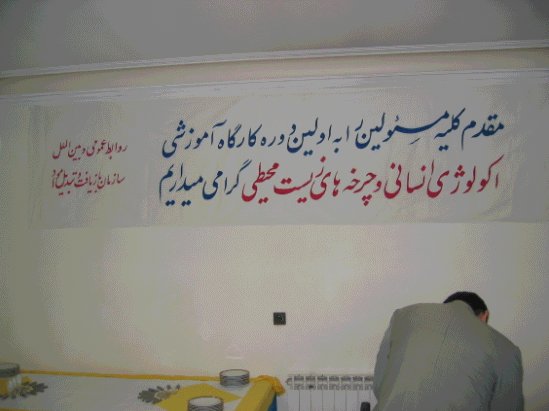 مقدم کلیه مسئولین را به اولین دوره کارگاه آموزشی
اکولوژی انسانی و چرخه های زیست محیطی گرامی میداریم
روابط عمومی و بین الملل
سازمان بازیافت و تبدیل مواد